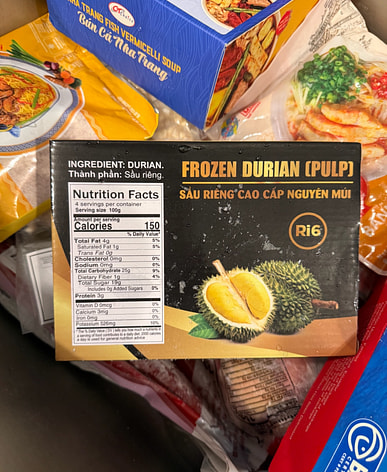 NHA TRANG FISH VERMICELLI SOUP
Bún Cá Nha Trang
INGREDIENT: DURIAN.
Thành phần: Sầu riêng.
Nutrition Facts
4 servings per container
Serving size 100g
Amount per serving
Calories 150
% Daily Value*
Total Fat 4g 5%
Saturated Fat 1g 5%
Trans Fat 0g
Cholesterol 0mg 0%
Sodium 0mg 0%
Total Carbohydrate 25g 9%
Dietary Fiber 1g 4%
Total Sugar 19g
Includes 0g Added Sugars 0%
Protein 3g
Vitamin D 0mcg 0%
Calcium 3mg 0%
Iron 0mg 0%
Potassium 526mg 10%
FROZEN DURIAN (PULP)
SẦU RIÊNG CAO CẤP NGUYÊN MÚI
Ri6